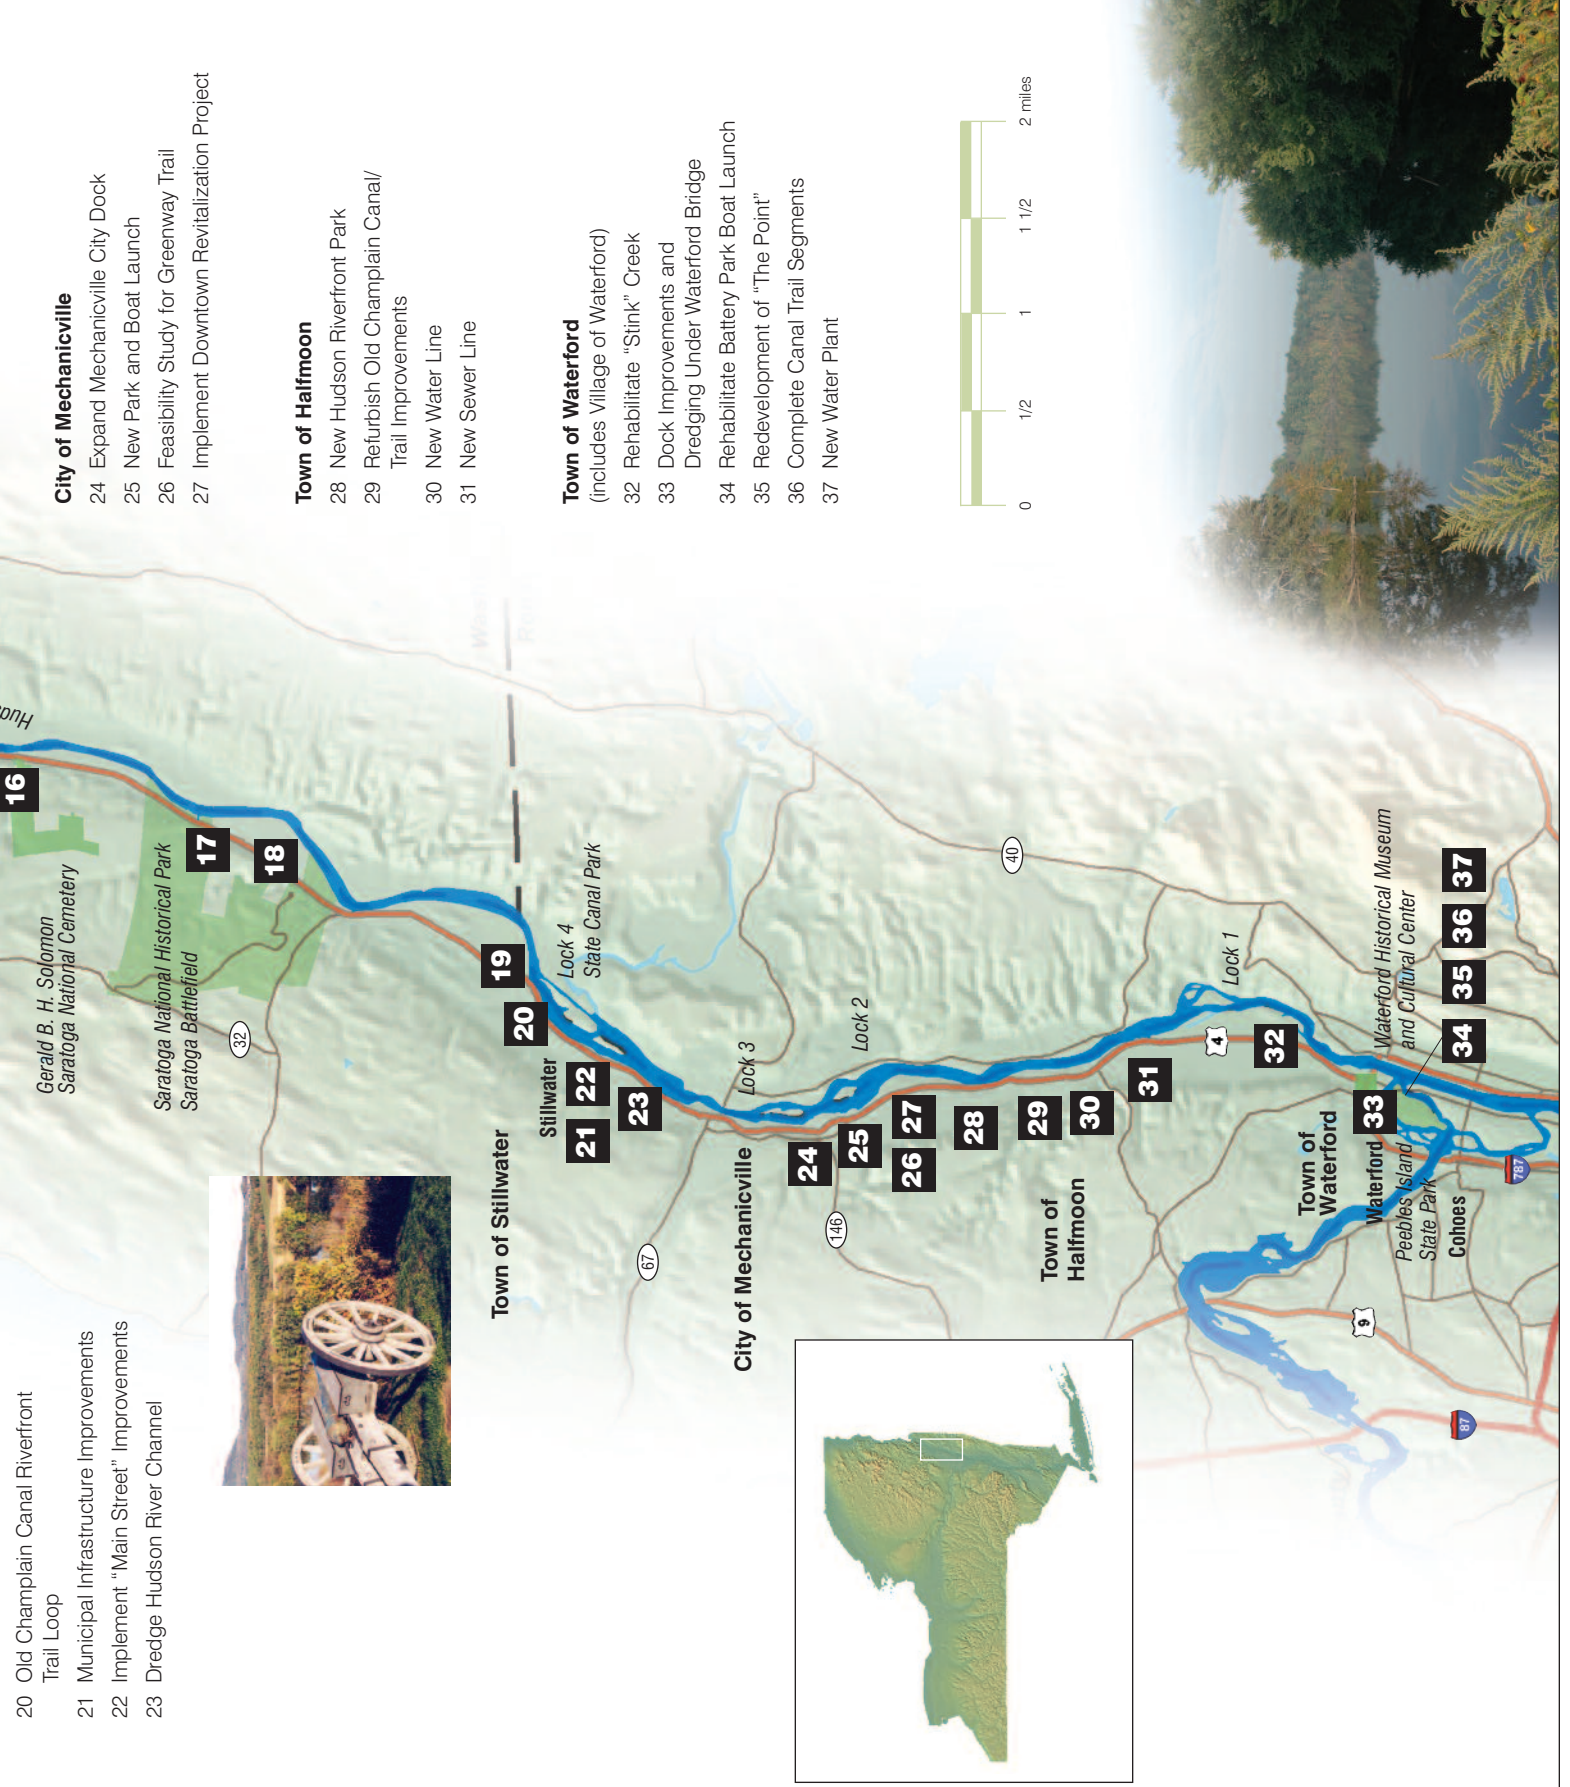 20 Old Champlain Canal Riverfront
Trail Loop
21 Municipal Infrastructure Improvements
22 Implement “Main Street” Improvements
23 Dredge Hudson River Channel
City of Mechanicville
24 Expand Mechanicville City Dock
25 New Park and Boat Launch
26 Feasibility Study for Greenway Trail
27 Implement Downtown Revitalization Project
Town of Halfmoon
28 New Hudson Riverfront Park
29 Refurbish Old Champlain Canal/
Trail Improvements
30 New Water Line
31 New Sewer Line
Town of Waterford
(includes Village of Waterford)
32 Rehabilitate “Stink” Creek
33 Dock Improvements and
Dredging Under Waterford Bridge
34 Rehabilitate Battery Park Boat Launch
35 Redevelopment of “The Point”
36 Complete Canal Trail Segments
37 New Water Plant
0 1/2 1 1 1/2 2 miles
16
Gerald B. H. Solomon
Saratoga National Cemetery
Saratoga National Historical Park
Saratoga Battlefield
17
18
32
19
Lock 4
State Canal Park
20
Stillwater
21 22
23
Town of Stillwater
67
Lock 3
City of Mechanicville
24
146
25
Lock 2
26 27
28
29
30
Town of
Halfmoon
40
31
4
Lock 1
32
Town of
Waterford
Waterford
33
Waterford Historical Museum
and Cultural Center
Peebles Island
State Park
Cohoes
34 35 36 37
9
87
787